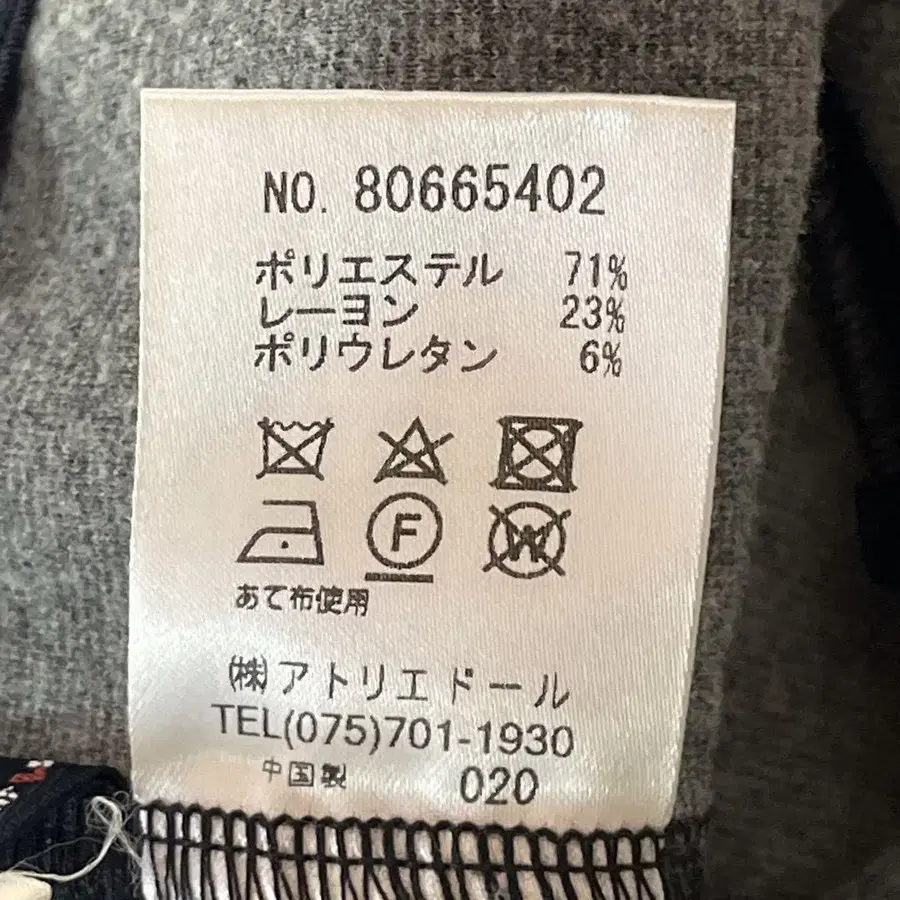 NO. 80665402
ポリエステル 71%
レーヨン 23%
ポリウレタン 6%
F W
あて布使用
㈱アトリエドール
TEL(075)701-1930
中国製 020